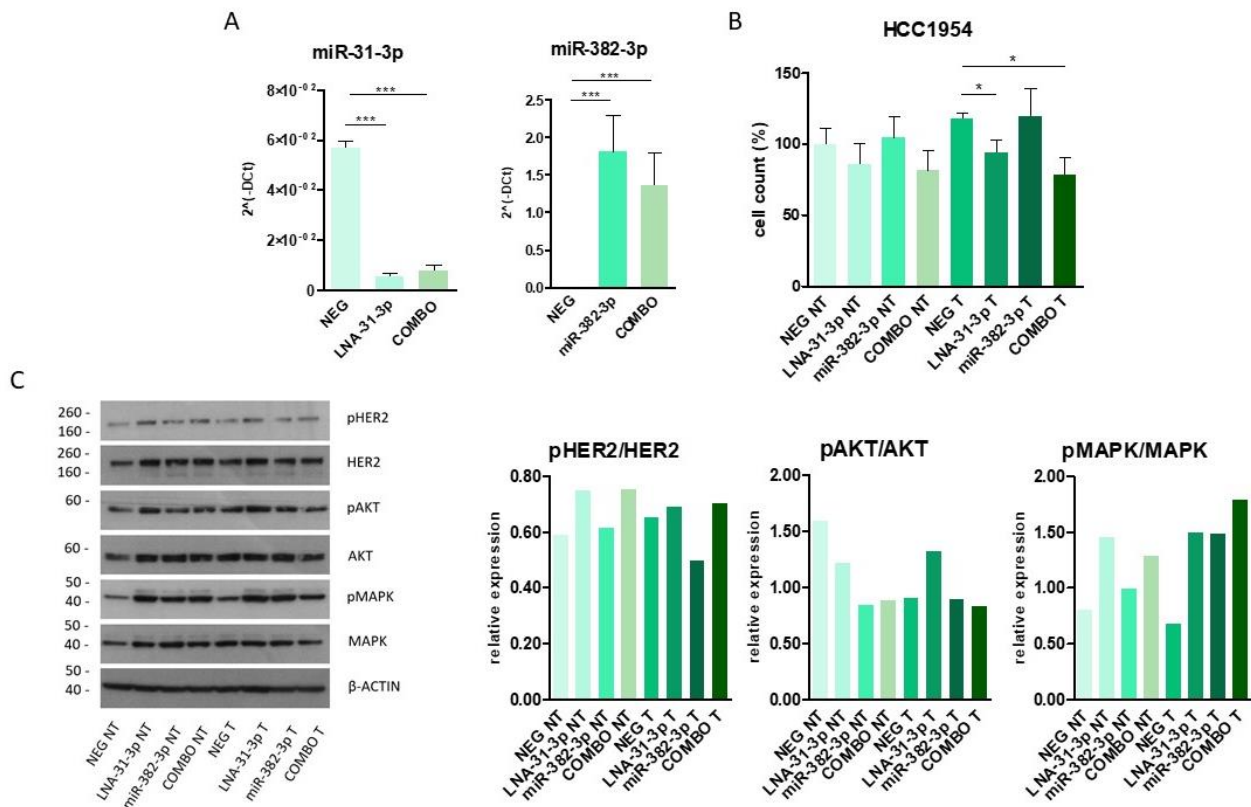 A
miR-31-3p
2^(-DCt)
8×10⁻⁰²
6×10⁻⁰²
4×10⁻⁰²
2×10⁻⁰²
0
***
***
NEG
LNA-31-3p
COMBO
miR-382-3p
2^(-DCt)
2.5
2.0
1.5
1.0
0.5
0.0
***
***
NEG
miR-382-3p
COMBO
B
HCC1954
cell count (%)
150
100
50
0
*
*
NEG NT
LNA-31-3p NT
miR-382-3p NT
COMBO NT
NEG T
LNA-31-3p T
miR-382-3p T
COMBO T
C
260 -
160 -
pHER2
260 -
160 -
HER2
60 -
pAKT
60 -
AKT
50 -
40 -
pMAPK
50 -
40 -
MAPK
50 -
40 -
β-ACTIN
NEG NT
LNA-31-3p NT
miR-382-3p NT
COMBO NT
NEG T
LNA-31-3p T
miR-382-3p T
COMBO T
pHER2/HER2
relative expression
0.80
0.60
0.40
0.20
0.00
NEG NT
LNA-31-3p NT
miR-382-3p NT
COMBO NT
NEG T
LNA-31-3p T
miR-382-3p T
COMBO T
pAKT/AKT
relative expression
2.00
1.50
1.00
0.50
0.00
NEG NT
LNA-31-3p NT
miR-382-3p NT
COMBO NT
NEG T
LNA-31-3p T
miR-382-3p T
COMBO T
pMAPK/MAPK
relative expression
2.00
1.50
1.00
0.50
0.00
NEG NT
LNA-31-3p NT
miR-382-3p NT
COMBO NT
NEG T
LNA-31-3p T
miR-382-3p T
COMBO T